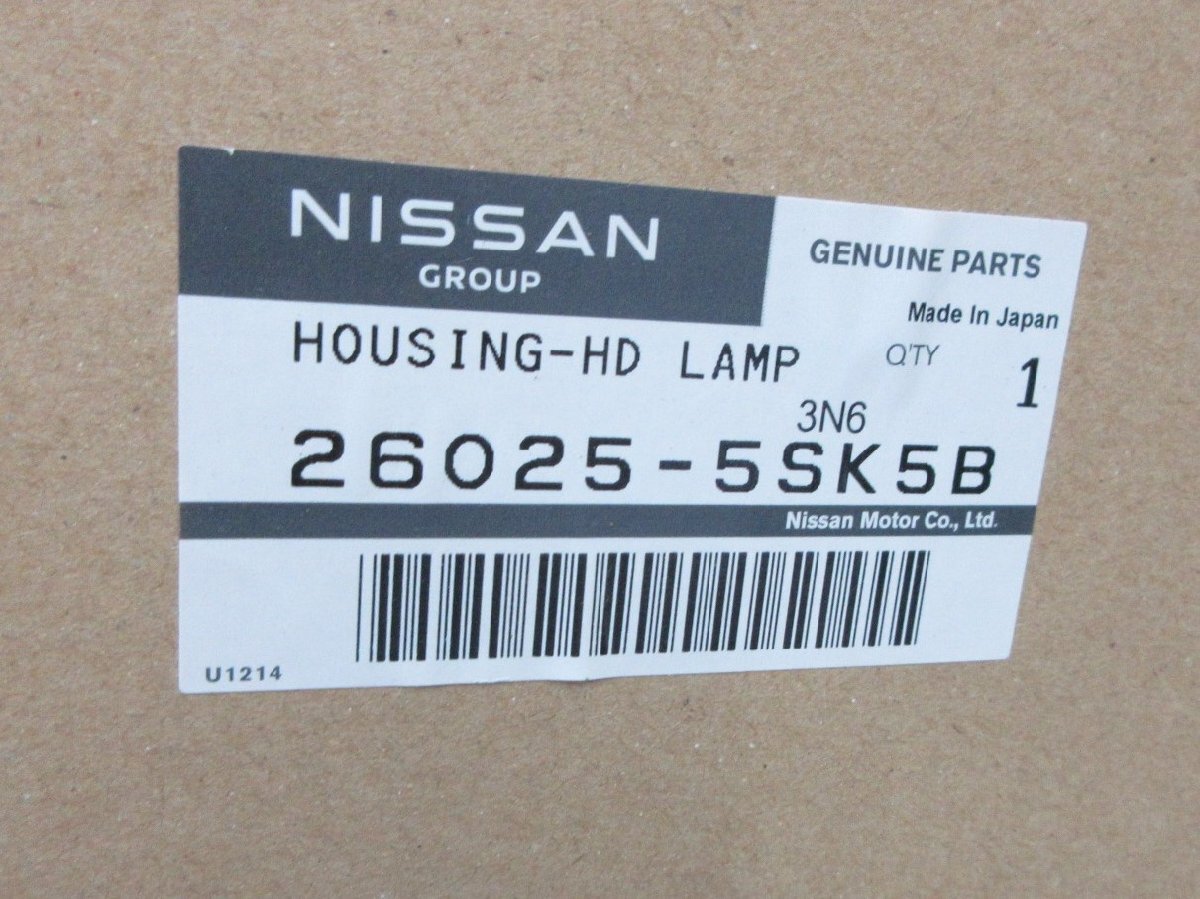 NISSAN
GROUP
GENUINE PARTS
Made In Japan
HOUSING-HD LAMP
Q'TY
1
3N6
26025-5SK5B
Nissan Motor Co., Ltd.
U1214